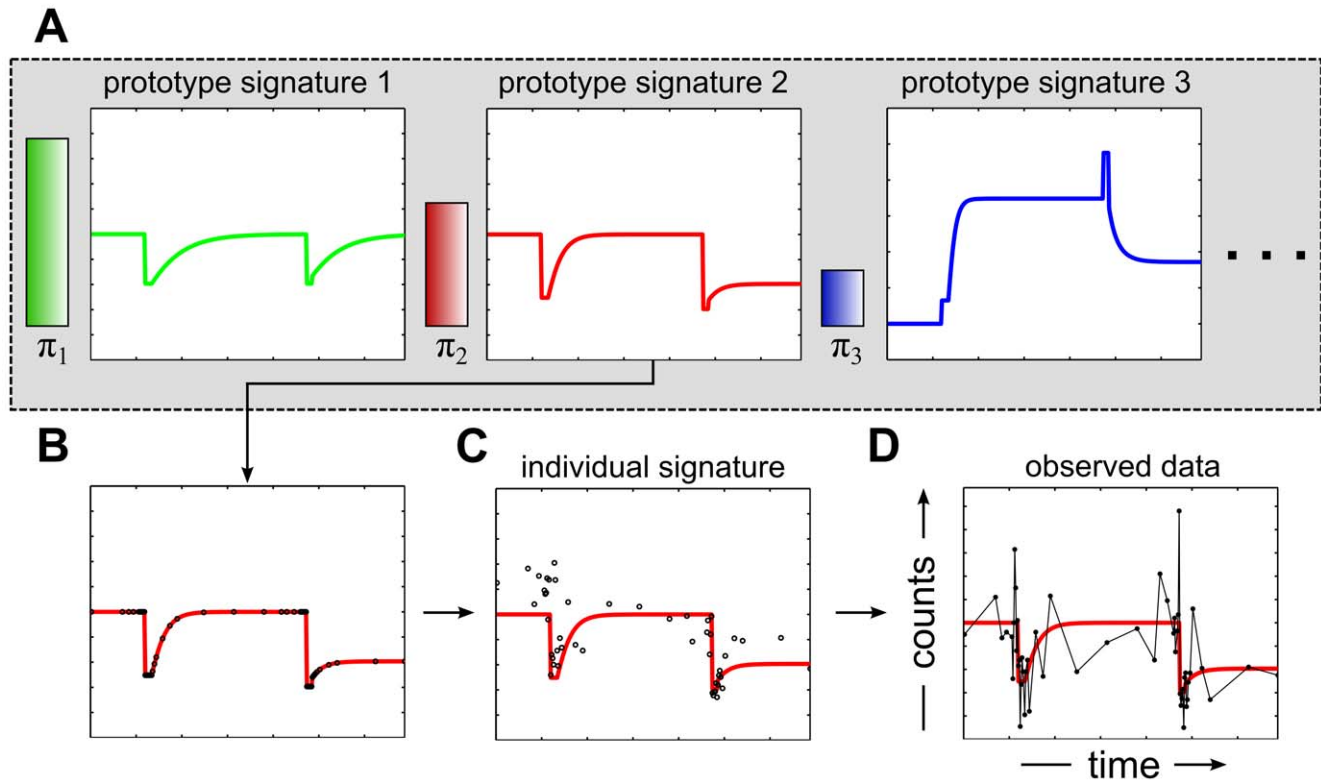 A
prototype signature 1
prototype signature 2
prototype signature 3
π1
π2
π3
. . .
B
C
D
individual signature
observed data
counts
time